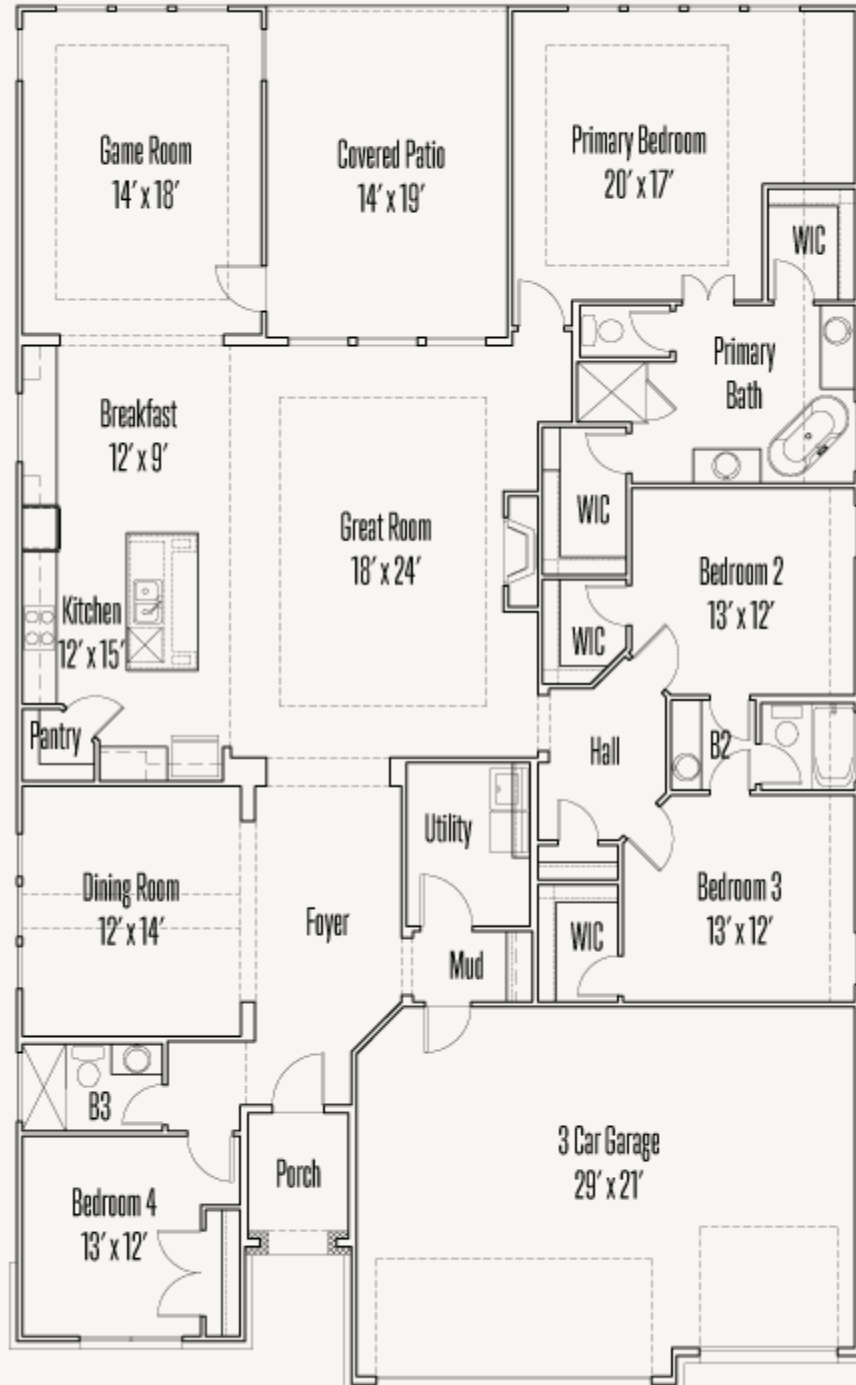 Game Room
14' x 18'
Covered Patio
14' x 19'
Primary Bedroom
20' x 17'
WIC
Primary
Bath
Breakfast
12' x 9'
Great Room
18' x 24'
WIC
Bedroom 2
13' x 12'
Kitchen
12' x 15'
WIC
Pantry
Hall
B2
Utility
Dining Room
12' x 14'
Foyer
Bedroom 3
13' x 12'
WIC
Mud
B3
Porch
3 Car Garage
29' x 21'
Bedroom 4
13' x 12'